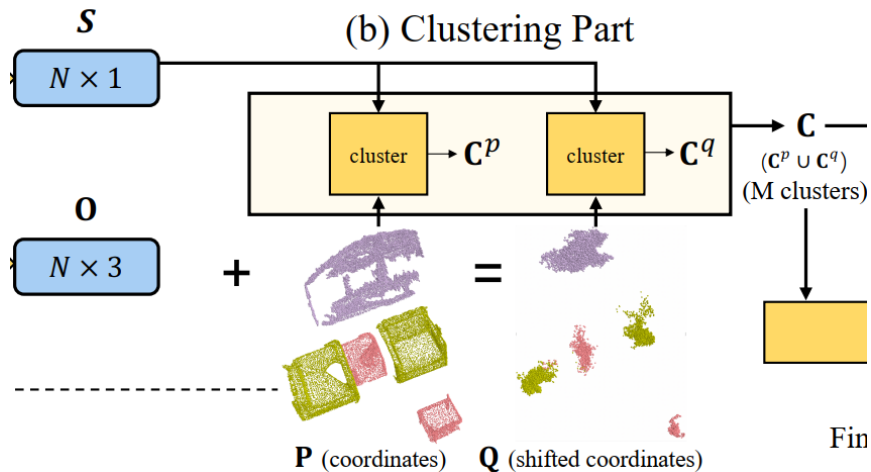 S
(b) Clustering Part
N × 1
cluster
C^p
cluster
C^q
C
(C^p ∪ C^q)
(M clusters)
O
N × 3
+
=
P (coordinates)
Q (shifted coordinates)
Fin